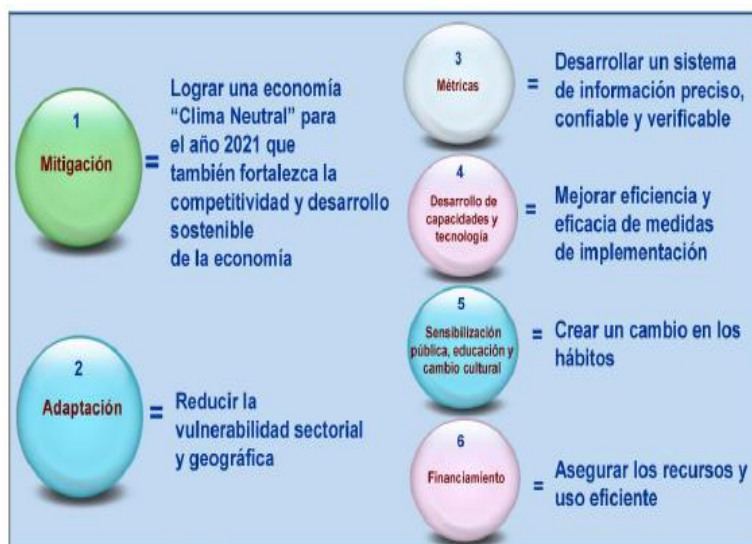 1
Mitigación
=
Lograr una economía
“Clima Neutral” para
el año 2021 que
también fortalezca la
competitividad y desarrollo
sostenible
de la economía
2
Adaptación
=
Reducir la
vulnerabilidad sectorial
y geográfica
3
Métricas
=
Desarrollar un sistema
de información preciso,
confiable y verificable
4
Desarrollo de
capacidades y
tecnología
=
Mejorar eficiencia y
eficacia de medidas
de implementación
5
Sensibilización
pública, educación y
cambio cultural
=
Crear un cambio en los
hábitos
6
Financiamiento
=
Asegurar los recursos y
uso eficiente